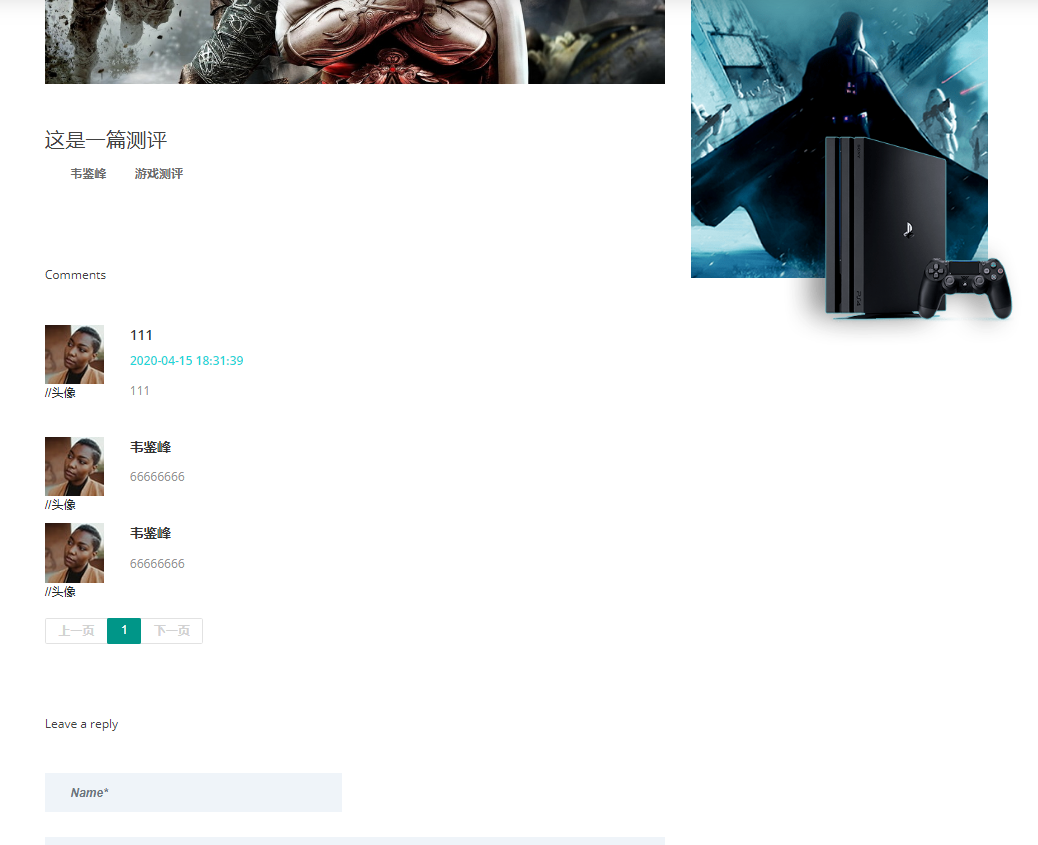 这是一篇测评
韦鉴峰 游戏测评
Comments
111
2020-04-15 18:31:39
111
//头像
韦鉴峰
66666666
//头像
韦鉴峰
66666666
//头像
上一页 1 下一页
Leave a reply
Name*